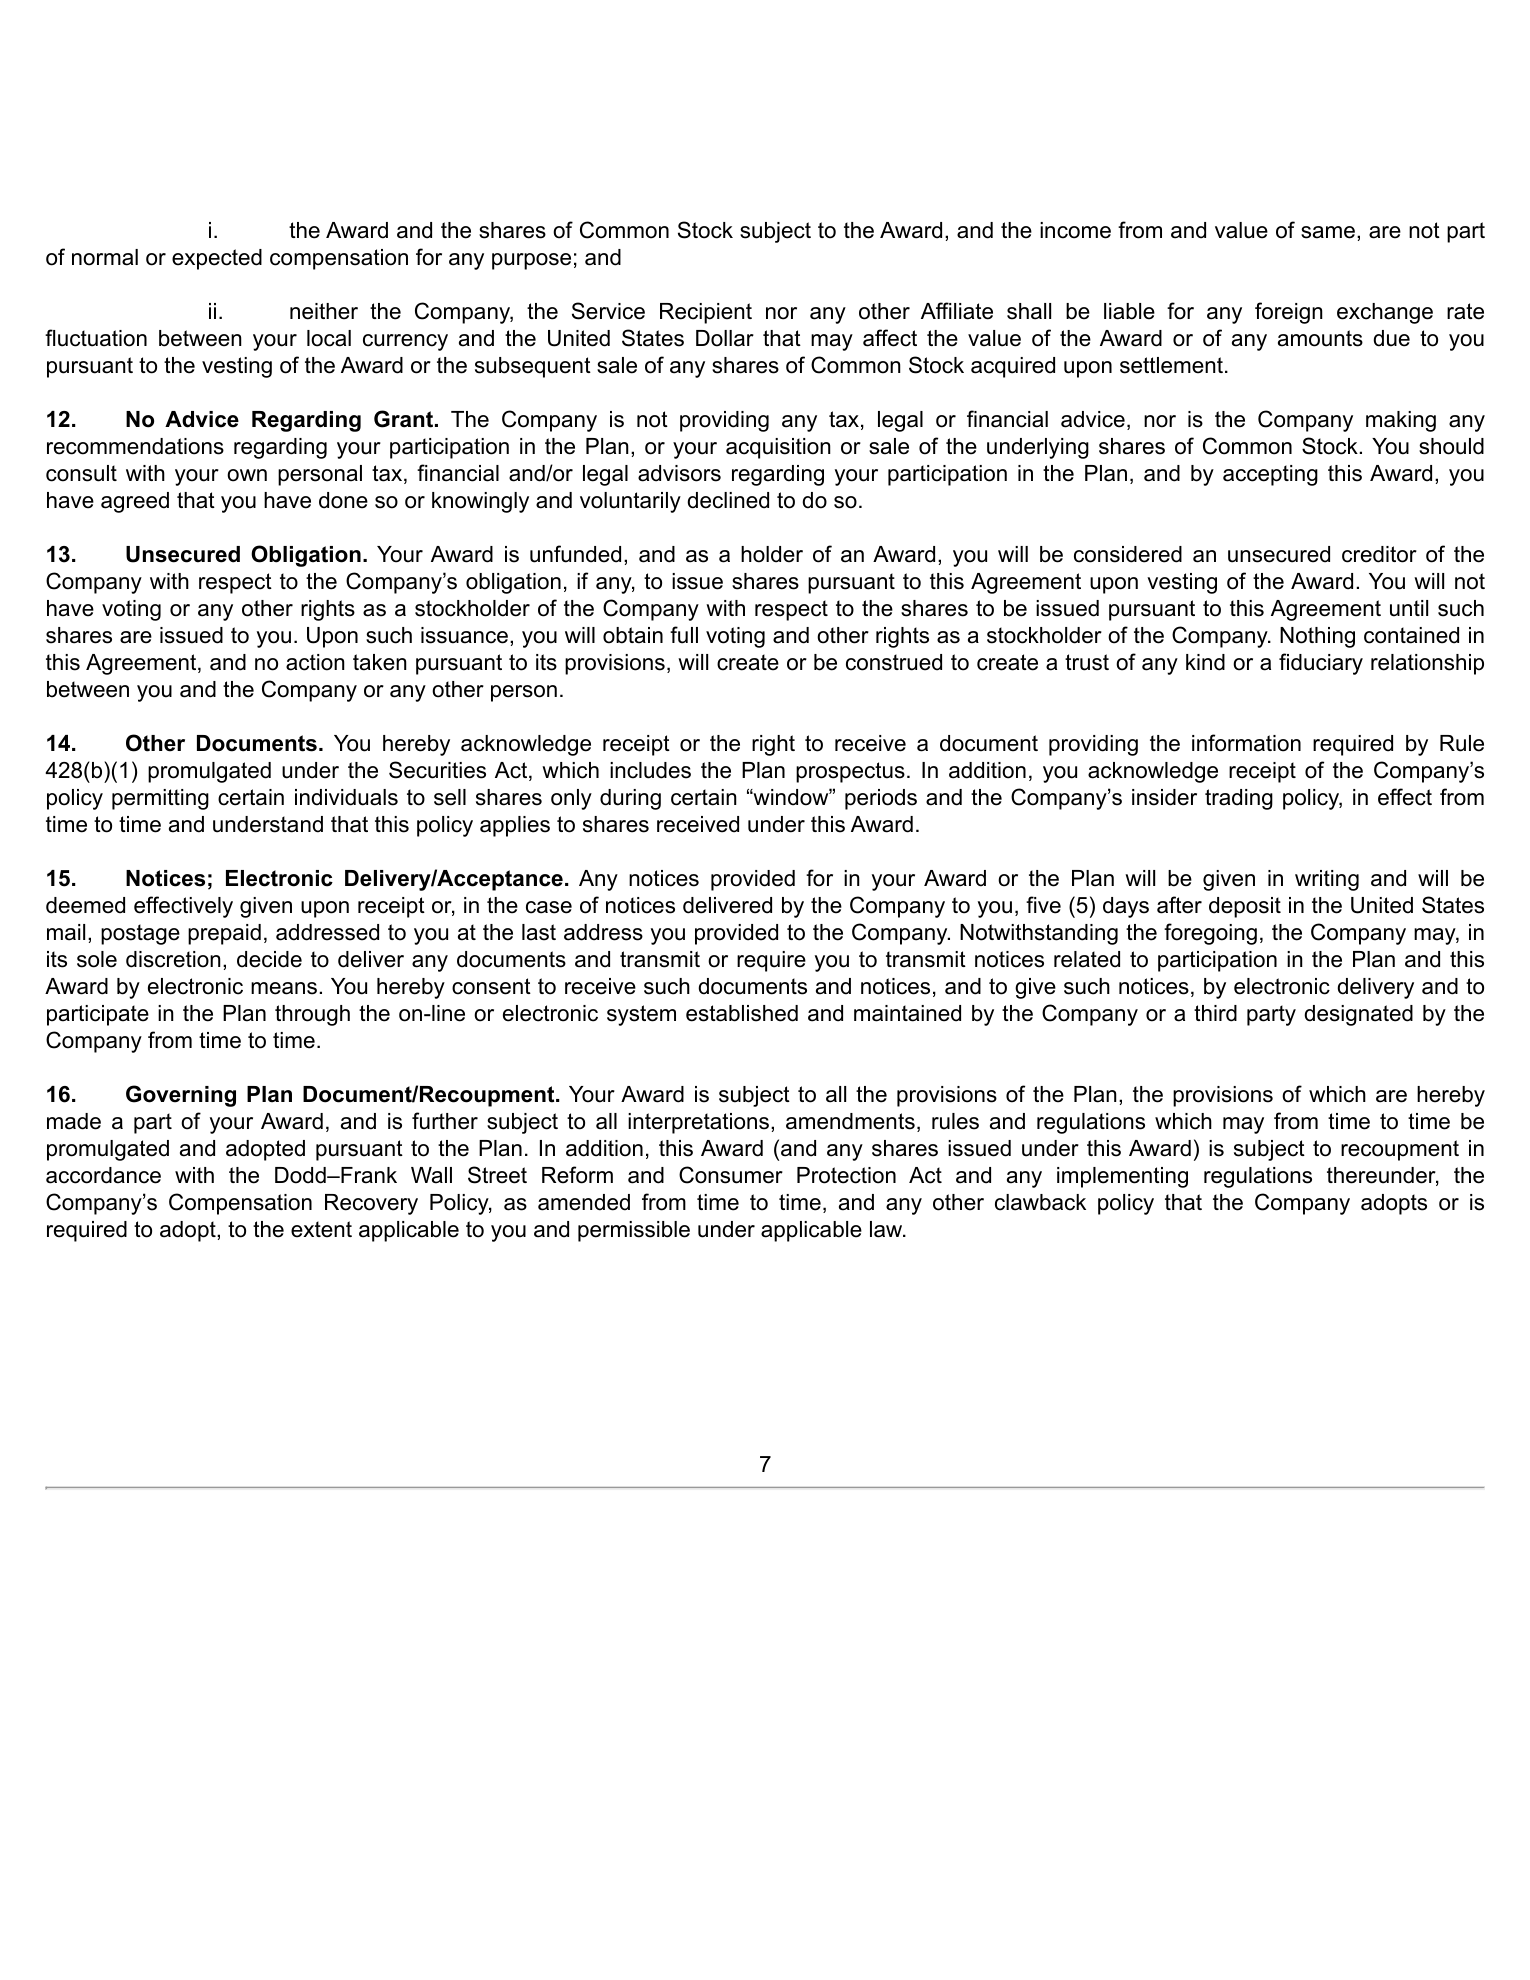 i. the Award and the shares of Common Stock subject to the Award, and the income from and value of same, are not part
of normal or expected compensation for any purpose; and
ii. neither the Company, the Service Recipient nor any other Affiliate shall be liable for any foreign exchange rate
fluctuation between your local currency and the United States Dollar that may affect the value of the Award or of any amounts due to you
pursuant to the vesting of the Award or the subsequent sale of any shares of Common Stock acquired upon settlement.
12. No Advice Regarding Grant. The Company is not providing any tax, legal or financial advice, nor is the Company making any
recommendations regarding your participation in the Plan, or your acquisition or sale of the underlying shares of Common Stock. You should
consult with your own personal tax, financial and/or legal advisors regarding your participation in the Plan, and by accepting this Award, you
have agreed that you have done so or knowingly and voluntarily declined to do so.
13. Unsecured Obligation. Your Award is unfunded, and as a holder of an Award, you will be considered an unsecured creditor of the
Company with respect to the Company’s obligation, if any, to issue shares pursuant to this Agreement upon vesting of the Award. You will not
have voting or any other rights as a stockholder of the Company with respect to the shares to be issued pursuant to this Agreement until such
shares are issued to you. Upon such issuance, you will obtain full voting and other rights as a stockholder of the Company. Nothing contained in
this Agreement, and no action taken pursuant to its provisions, will create or be construed to create a trust of any kind or a fiduciary relationship
between you and the Company or any other person.
14. Other Documents. You hereby acknowledge receipt or the right to receive a document providing the information required by Rule
428(b)(1) promulgated under the Securities Act, which includes the Plan prospectus. In addition, you acknowledge receipt of the Company’s
policy permitting certain individuals to sell shares only during certain “window” periods and the Company’s insider trading policy, in effect from
time to time and understand that this policy applies to shares received under this Award.
15. Notices; Electronic Delivery/Acceptance. Any notices provided for in your Award or the Plan will be given in writing and will be
deemed effectively given upon receipt or, in the case of notices delivered by the Company to you, five (5) days after deposit in the United States
mail, postage prepaid, addressed to you at the last address you provided to the Company. Notwithstanding the foregoing, the Company may, in
its sole discretion, decide to deliver any documents and transmit or require you to transmit notices related to participation in the Plan and this
Award by electronic means. You hereby consent to receive such documents and notices, and to give such notices, by electronic delivery and to
participate in the Plan through the on-line or electronic system established and maintained by the Company or a third party designated by the
Company from time to time.
16. Governing Plan Document/Recoupment. Your Award is subject to all the provisions of the Plan, the provisions of which are hereby
made a part of your Award, and is further subject to all interpretations, amendments, rules and regulations which may from time to time be
promulgated and adopted pursuant to the Plan. In addition, this Award (and any shares issued under this Award) is subject to recoupment in
accordance with the Dodd–Frank Wall Street Reform and Consumer Protection Act and any implementing regulations thereunder, the
Company’s Compensation Recovery Policy, as amended from time to time, and any other clawback policy that the Company adopts or is
required to adopt, to the extent applicable to you and permissible under applicable law.
7